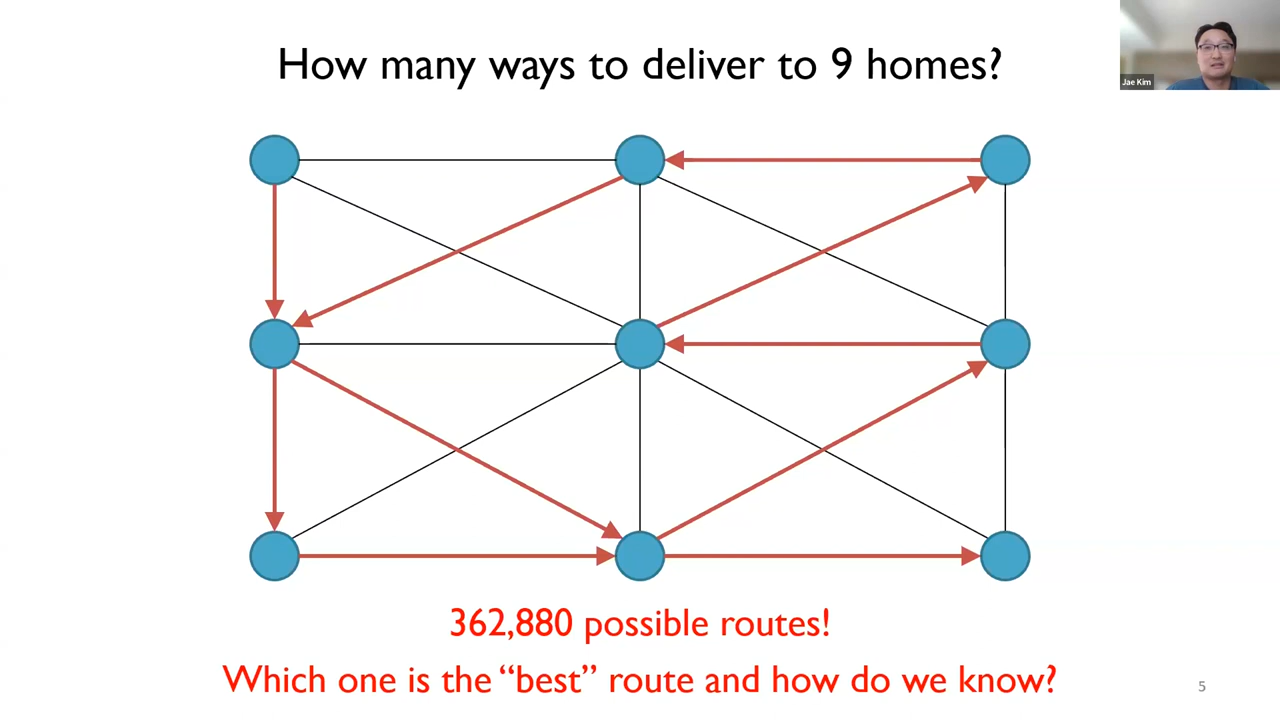 How many ways to deliver to 9 homes?
Jae Kim
362,880 possible routes!
Which one is the “best” route and how do we know?
5